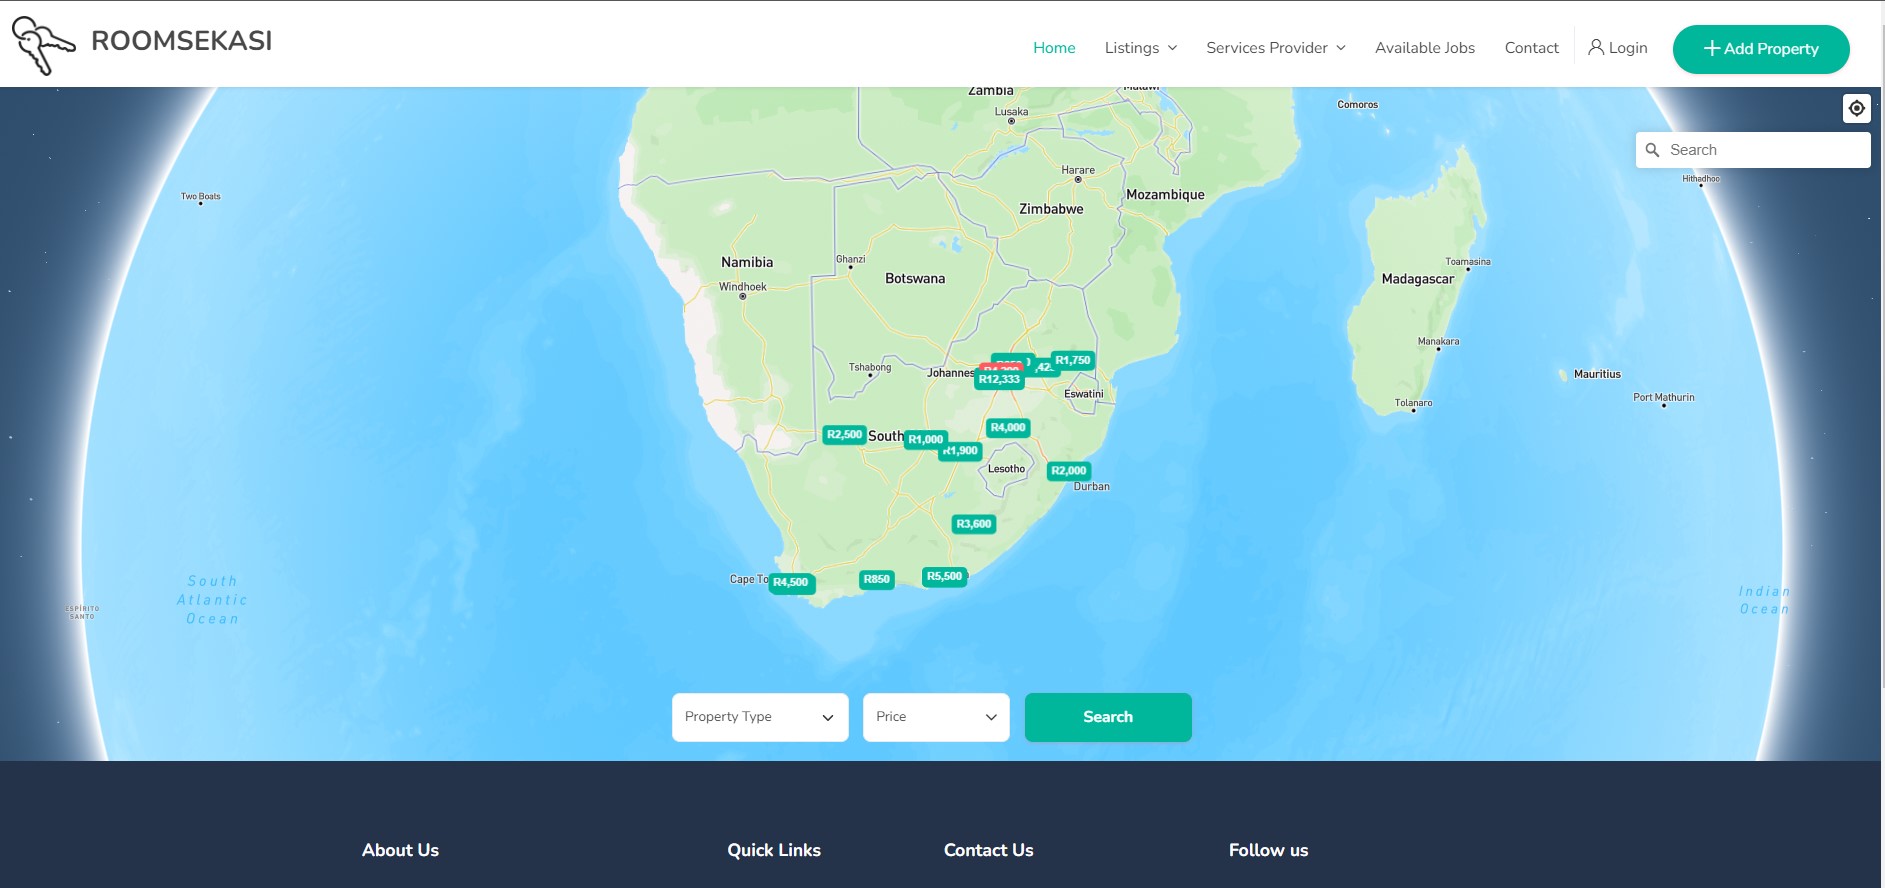 ROOMSEKASI
Home
Listings
Services Provider
Available Jobs
Contact
Login
Add Property
Zambia
Malawi
Comoros
Lusaka
Search
Harare
Hithadhoo
Two Boats
Mozambique
Zimbabwe
Namibia
Ghanzi
Toamasina
Botswana
Madagascar
Windhoek
Manakara
R1,750
Tshabong
Johannes
R12,333
Mauritius
Eswatini
Port Mathurin
Tolanaro
R4,000
R2,500
South
R1,000
R1,900
Lesotho
R2,000
Durban
R3,600
Cape To
R4,500
R850
R5,500
South
Atlantic
Ocean
ESPÍRITO
SANTO
Indian
Ocean
Property Type
Price
Search
About Us
Quick Links
Contact Us
Follow us